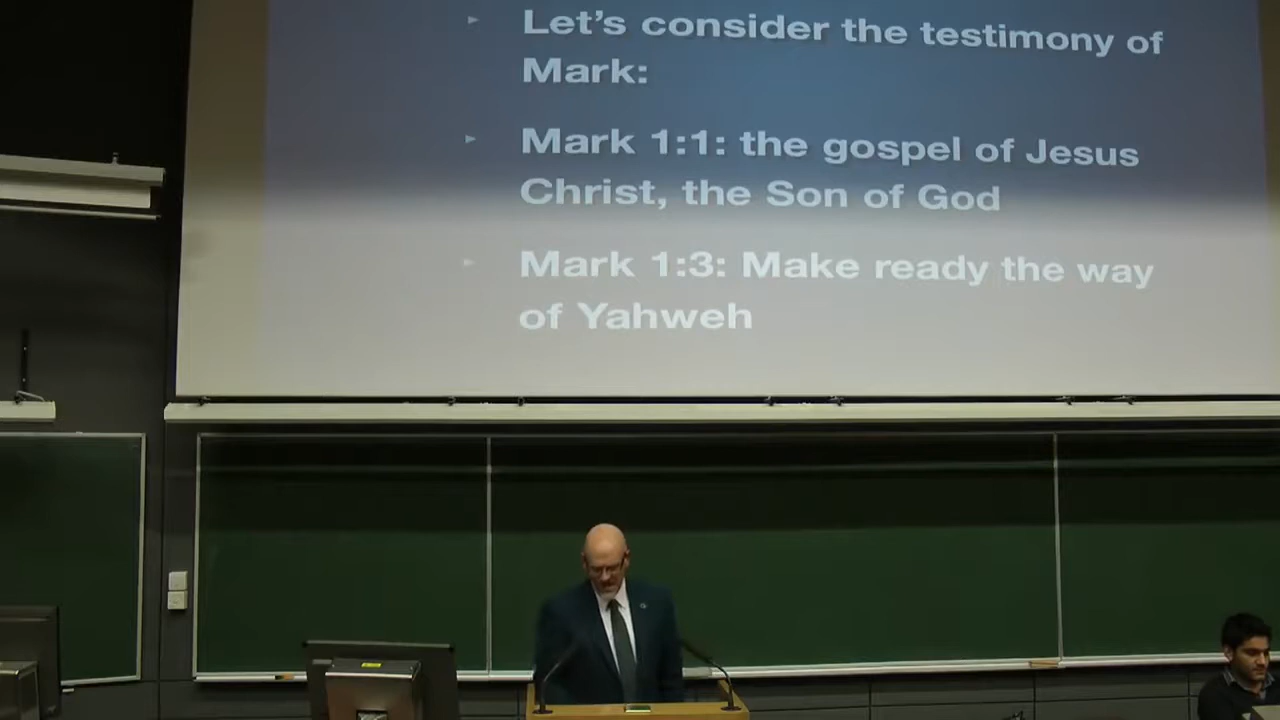 Let's consider the testimony of
Mark:
Mark 1:1: the gospel of Jesus
Christ, the Son of God
Mark 1:3: Make ready the way
of Yahweh